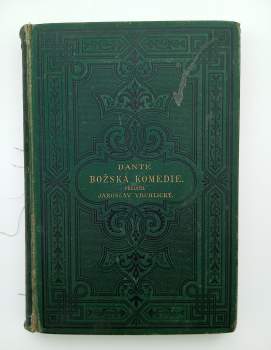 DANTE.
BOŽSKÁ KOMEDIE.
PŘELOŽIL
JAROSLAV VRCHLICKÝ.